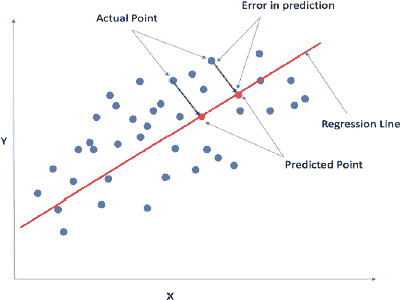 Error in prediction
Actual Point
Regression Line
Y
Predicted Point
X